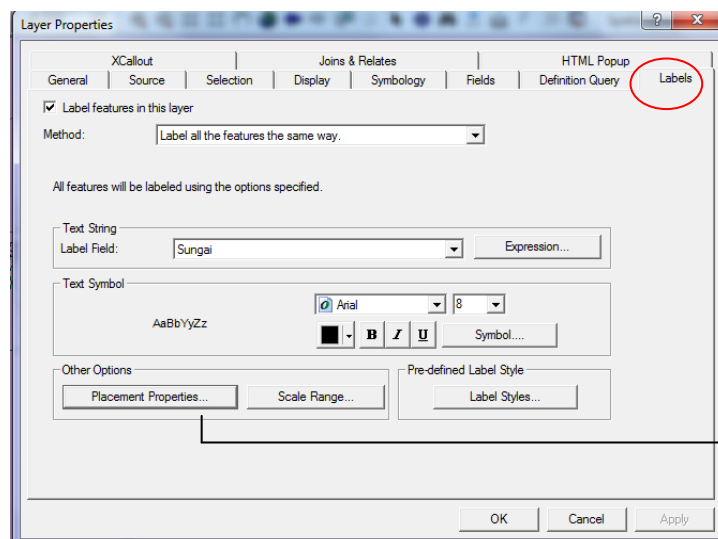 Layer Properties
XCallout Joins & Relates HTML Popup
General Source Selection Display Symbology Fields Definition Query Labels
Label features in this layer
Method: Label all the features the same way.
All features will be labeled using the options specified.
Text String
Label Field: Sungai Expression...
Text Symbol
AaBbYyZz
Arial 8
B I U Symbol....
Other Options Pre-defined Label Style
Placement Properties... Scale Range... Label Styles...
OK Cancel Apply